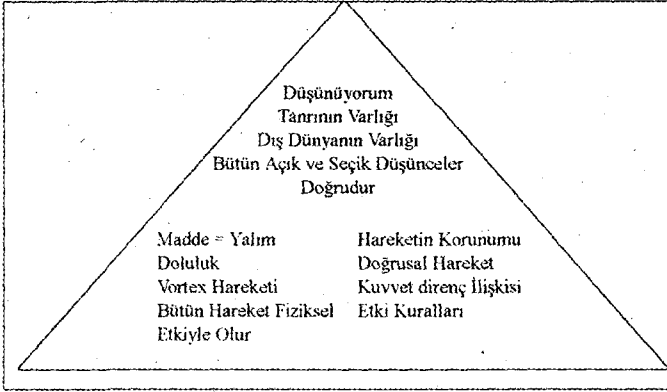 Düşünüyorum
Tanrının Varlığı
Dış Dünyanın Varlığı
Bütün Açık ve Seçik Düşünceler
Doğrudur
Madde = Yalım
Doluluk
Vortex Hareketi
Bütün Hareket Fiziksel
Etkiyle Olur
Hareketin Korunumu
Doğrusal Hareket
Kuvvet direnç İlişkisi
Etki Kuralları